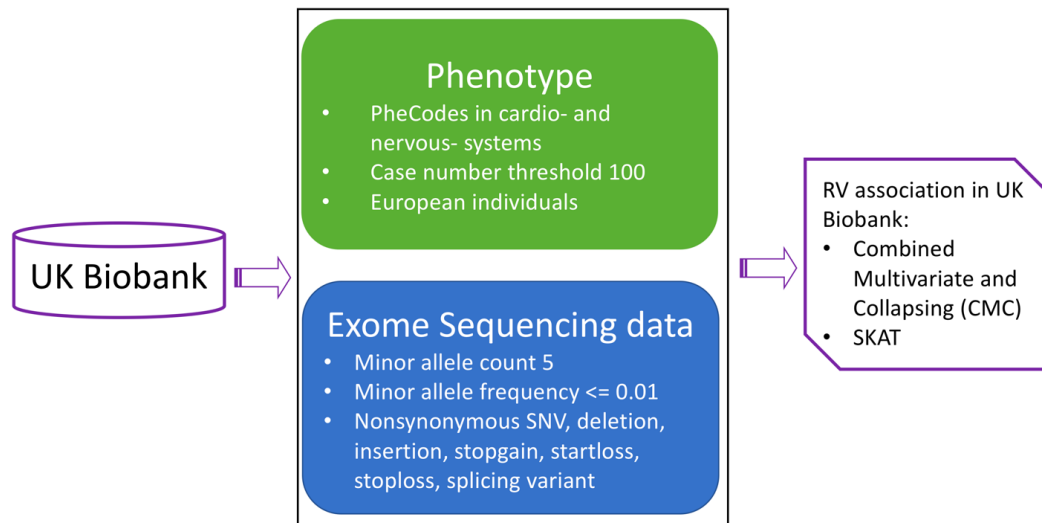 UK Biobank
Phenotype
• PheCodes in cardio- and
nervous- systems
• Case number threshold 100
• European individuals
Exome Sequencing data
• Minor allele count 5
• Minor allele frequency <= 0.01
• Nonsynonymous SNV, deletion,
insertion, stopgain, startloss,
stoploss, splicing variant
RV association in UK
Biobank:
• Combined
Multivariate and
Collapsing (CMC)
• SKAT